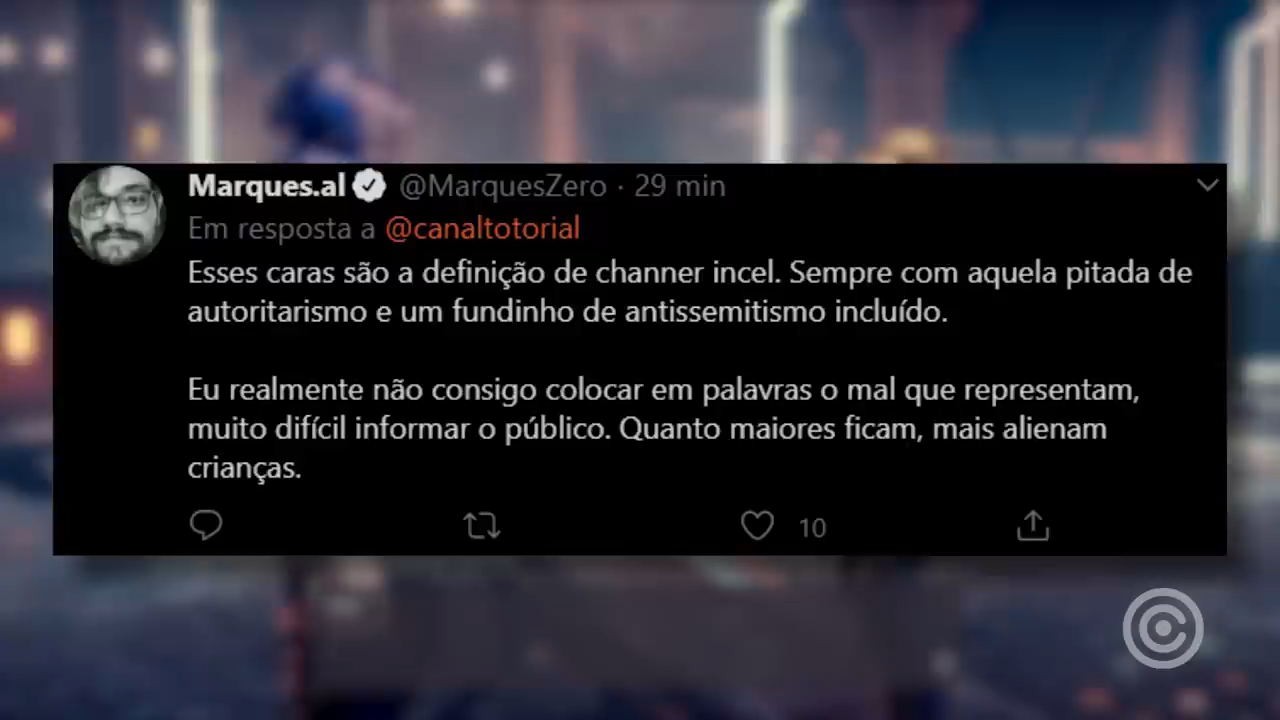 Marques.al @MarquesZero · 29 min
Em resposta a @canaltotorial
Esses caras são a definição de channer incel. Sempre com aquela pitada de
autoritarismo e um fundinho de antissemitismo incluído.
Eu realmente não consigo colocar em palavras o mal que representam,
muito difícil informar o público. Quanto maiores ficam, mais alienam
crianças.
10